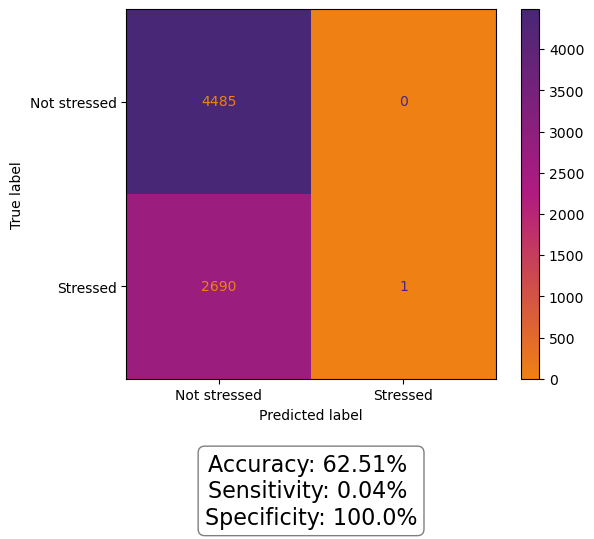 4000
4485 0
Not stressed
3500
3000
2500
True label
2000
1500
2690 1
Stressed
1000
500
0
Not stressed Stressed
Predicted label
Accuracy: 62.51%
Sensitivity: 0.04%
Specificity: 100.0%